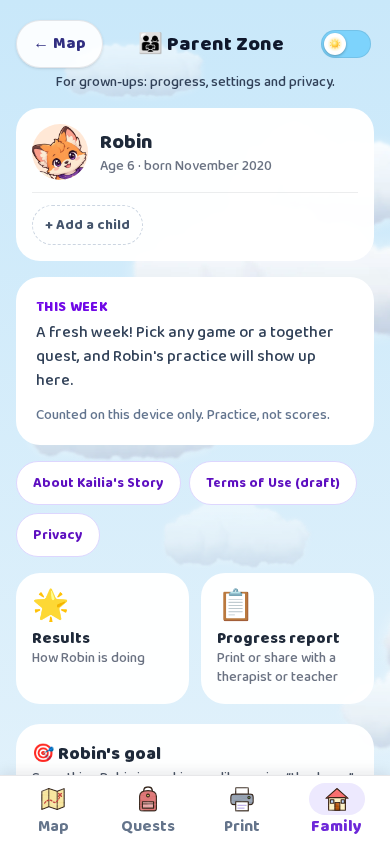 ← Map
Parent Zone
For grown-ups: progress, settings and privacy.
Robin
Age 6 · born November 2020
+ Add a child
THIS WEEK
A fresh week! Pick any game or a together
quest, and Robin's practice will show up
here.
Counted on this device only. Practice, not scores.
About Kailia's Story
Terms of Use (draft)
Privacy
Results
How Robin is doing
Progress report
Print or share with a
therapist or teacher
Robin's goal
Map
Quests
Print
Family